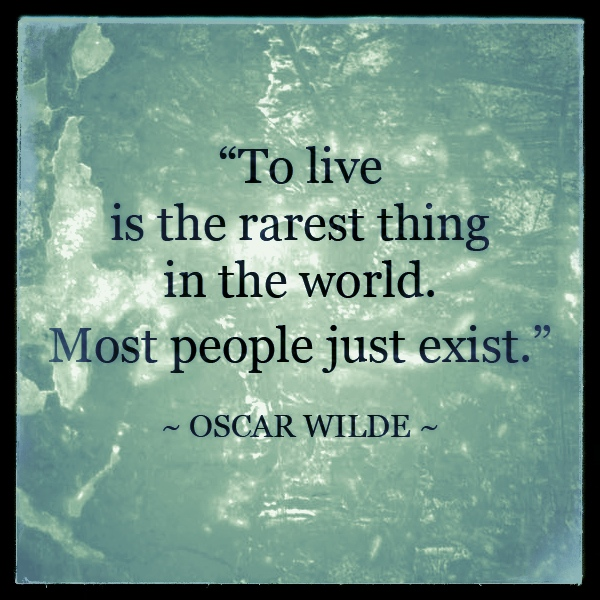 “To live
is the rarest thing
in the world.
Most people just exist.”
~ OSCAR WILDE ~